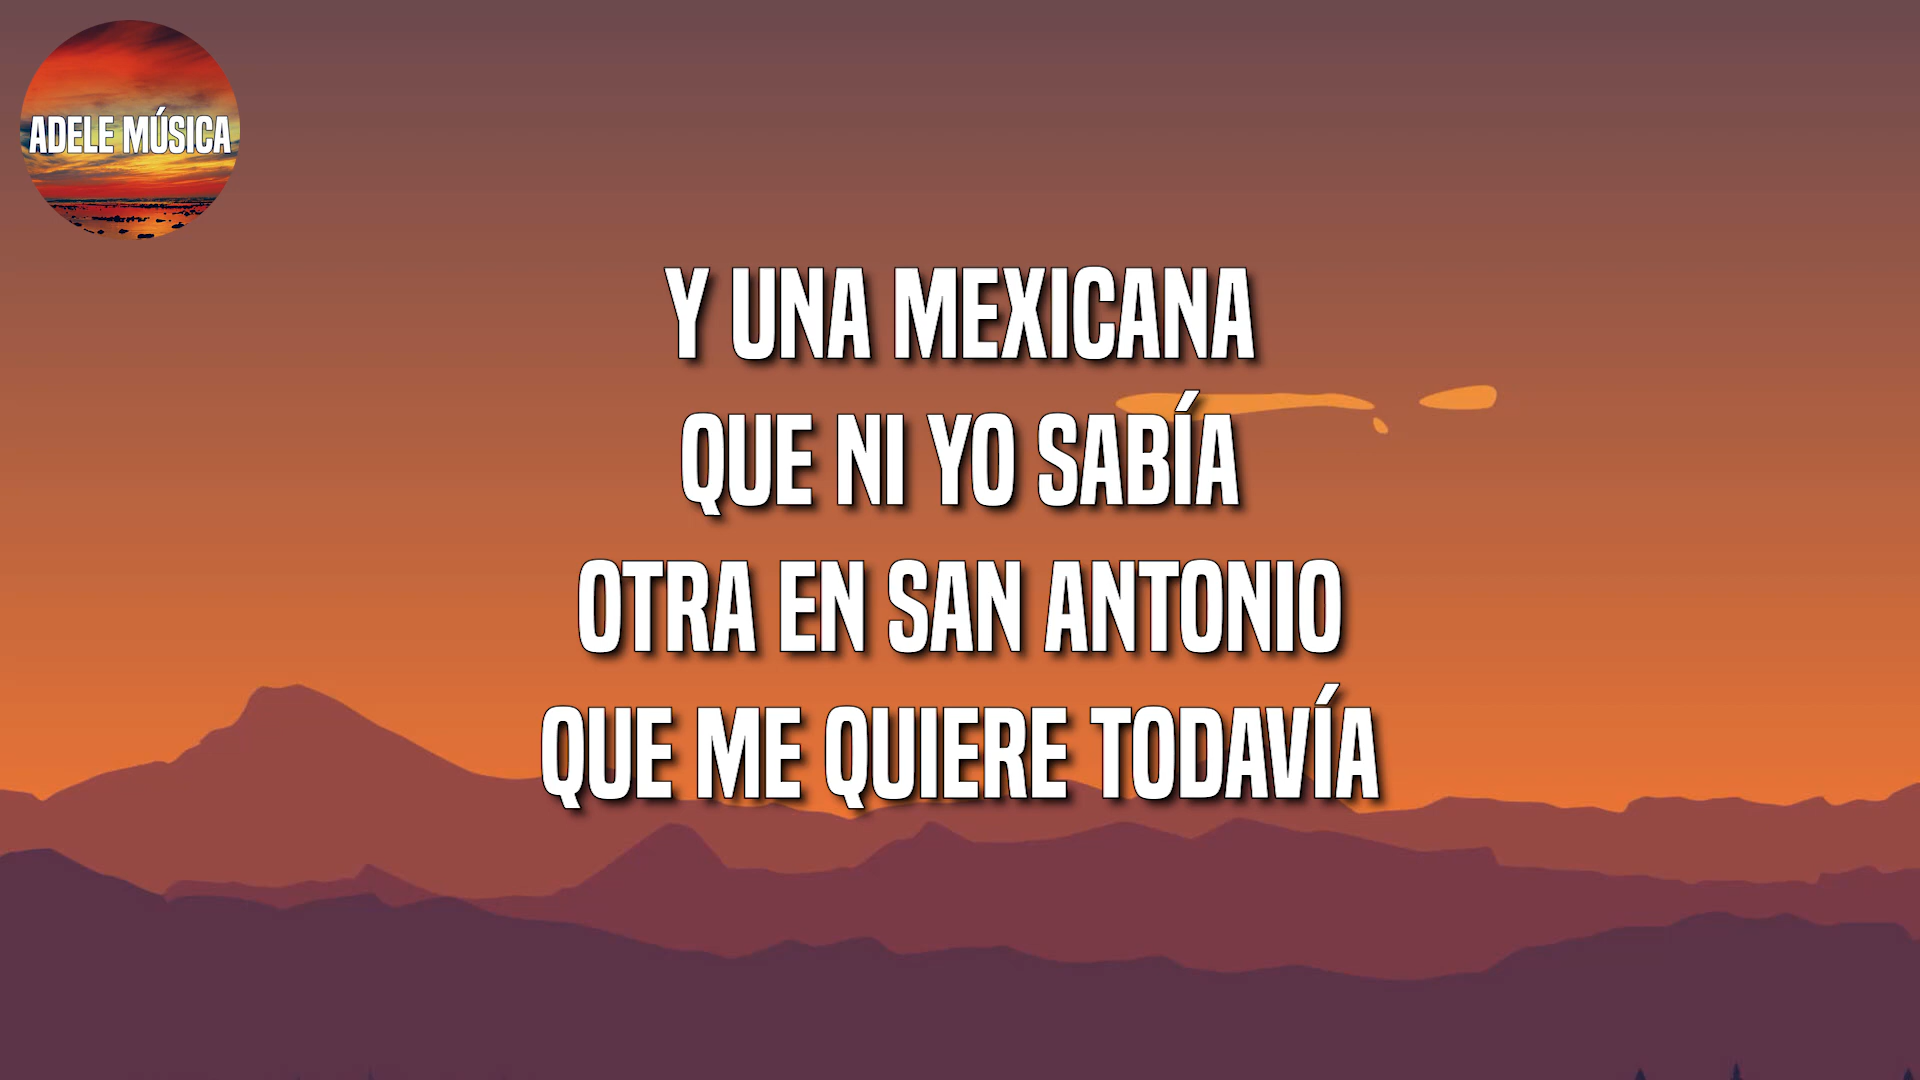 ADELE MÚSICA
Y UNA MEXICANA
QUE NI YO SABÍA
OTRA EN SAN ANTONIO
QUE ME QUIERE TODAVÍA